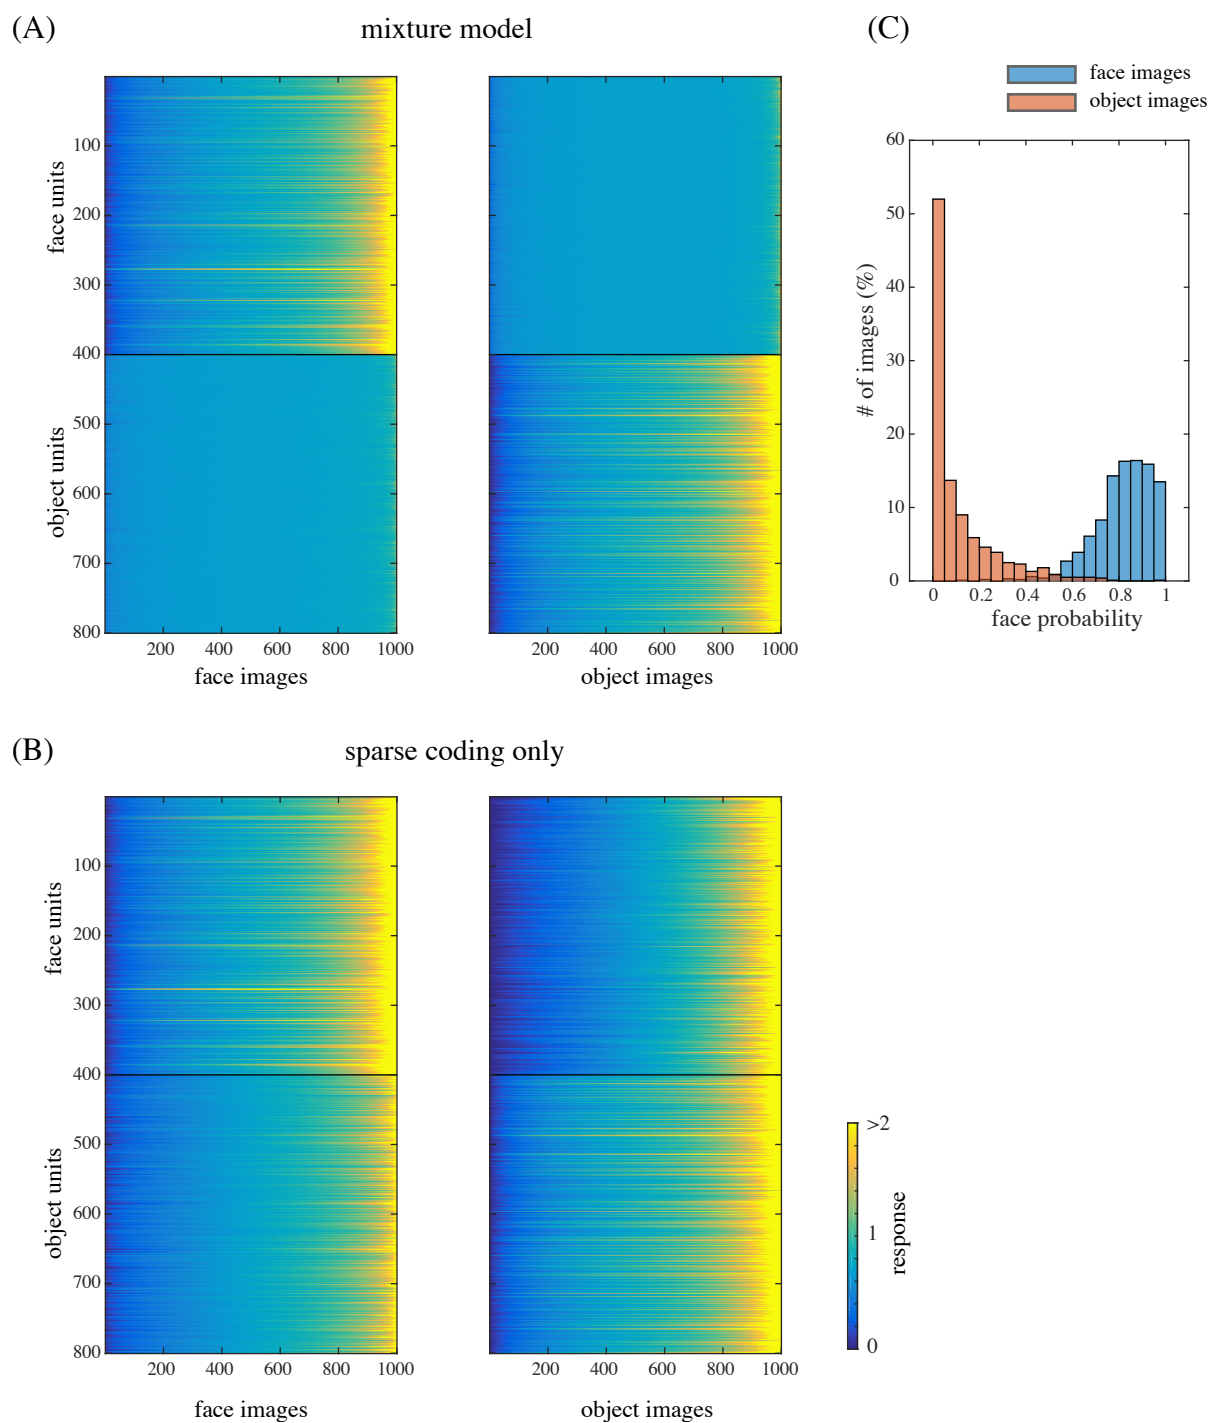 (A)
mixture model
(C)
face images
object images
face units
object units
100
200
300
400
500
600
700
800
200
400
600
800
1000
face images
200
400
600
800
1000
object images
# of images (%)
60
50
40
30
20
10
0
0
0.2
0.4
0.6
0.8
1
face probability
(B)
sparse coding only
face units
object units
100
200
300
400
500
600
700
800
200
400
600
800
1000
face images
200
400
600
800
1000
object images
>2
1
0
response